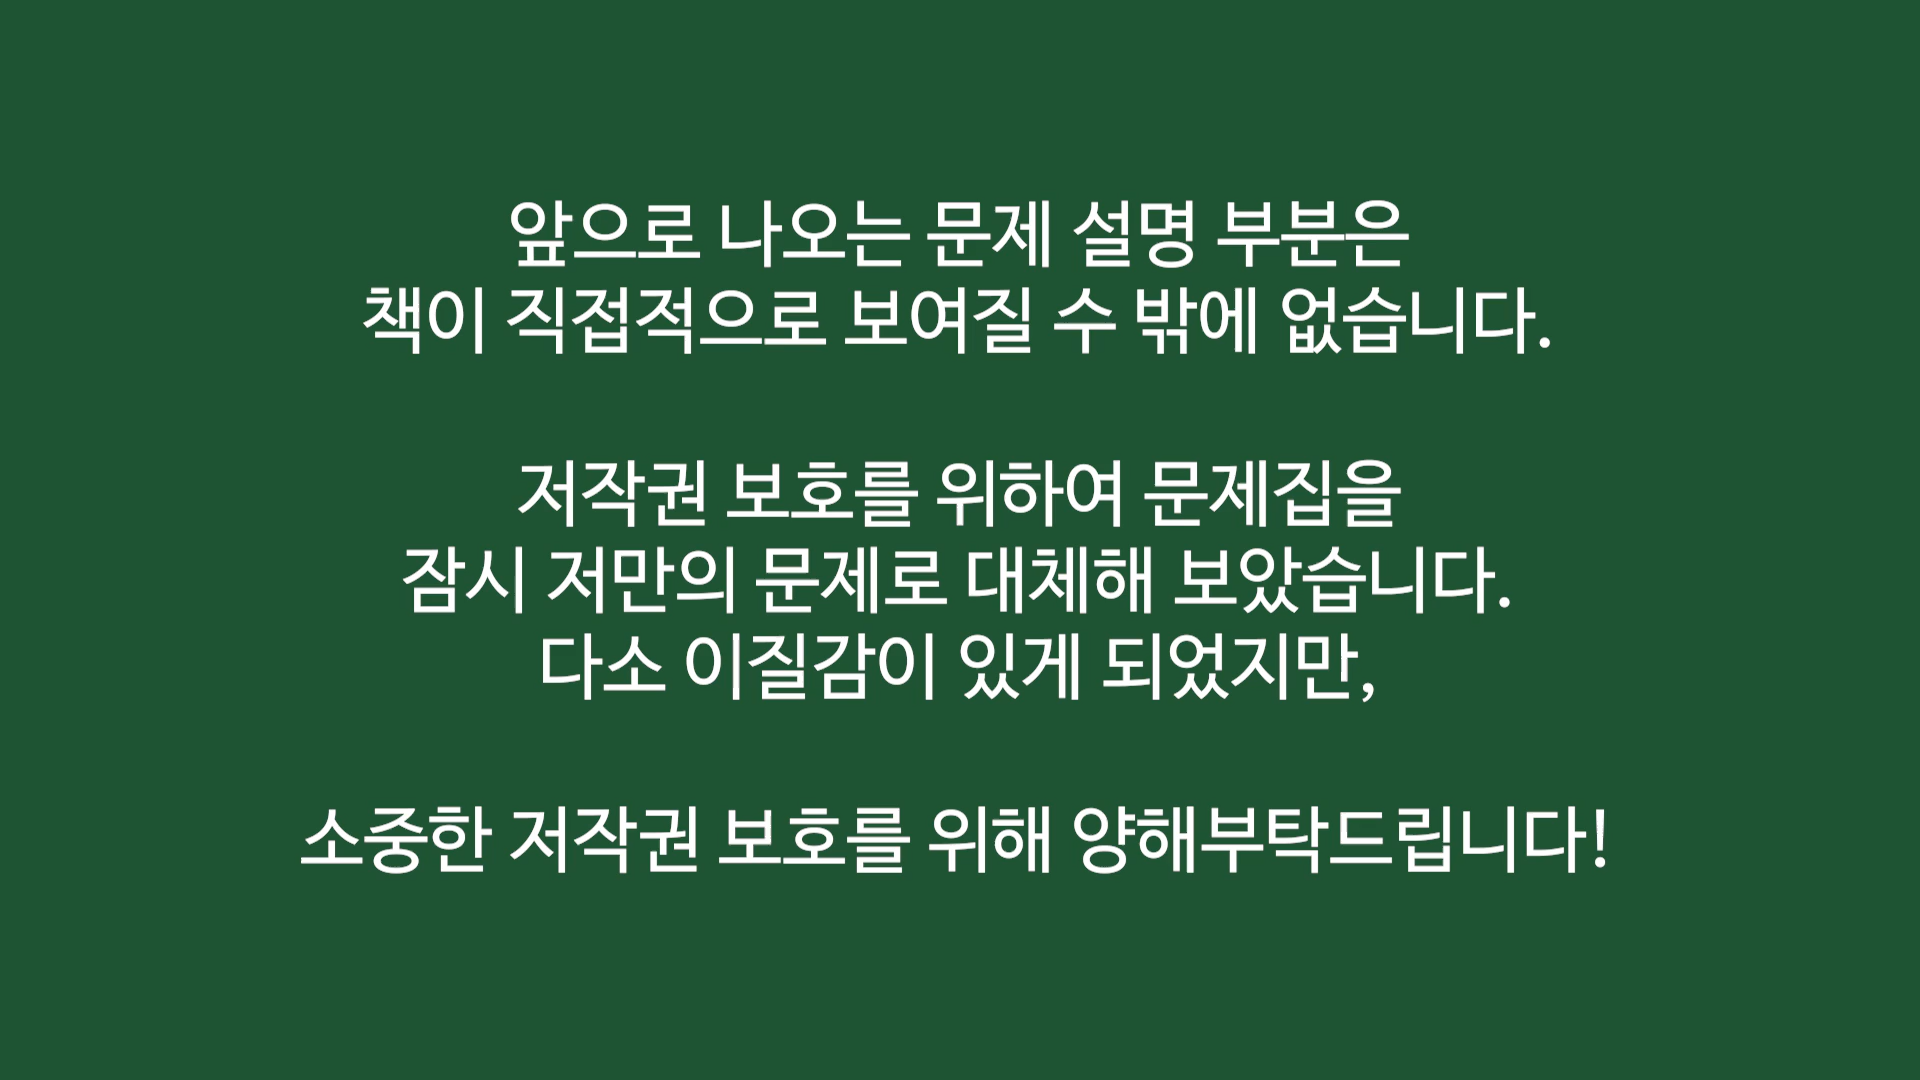 앞으로 나오는 문제 설명 부분은
책이 직접적으로 보여질 수 밖에 없습니다.
저작권 보호를 위하여 문제집을
잠시 저만의 문제로 대체해 보았습니다.
다소 이질감이 있게 되었지만,
소중한 저작권 보호를 위해 양해부탁드립니다!